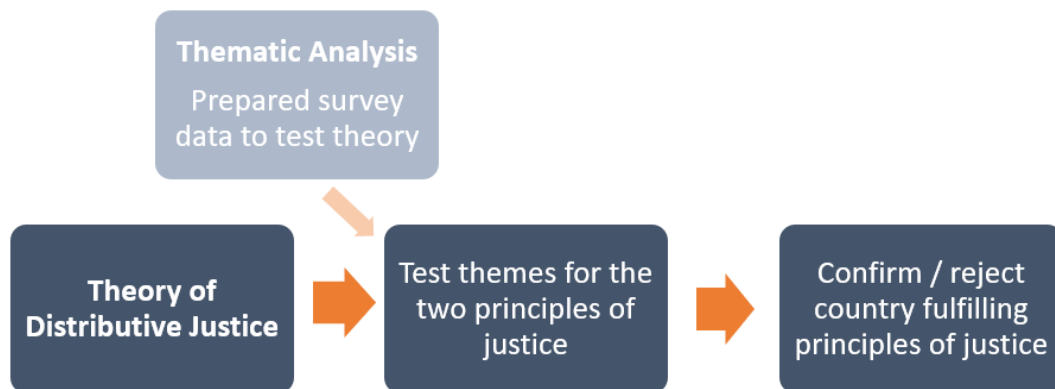 Thematic Analysis
Prepared survey
data to test theory
Theory of
Distributive Justice
Test themes for the
two principles of
justice
Confirm / reject
country fulfilling
principles of justice